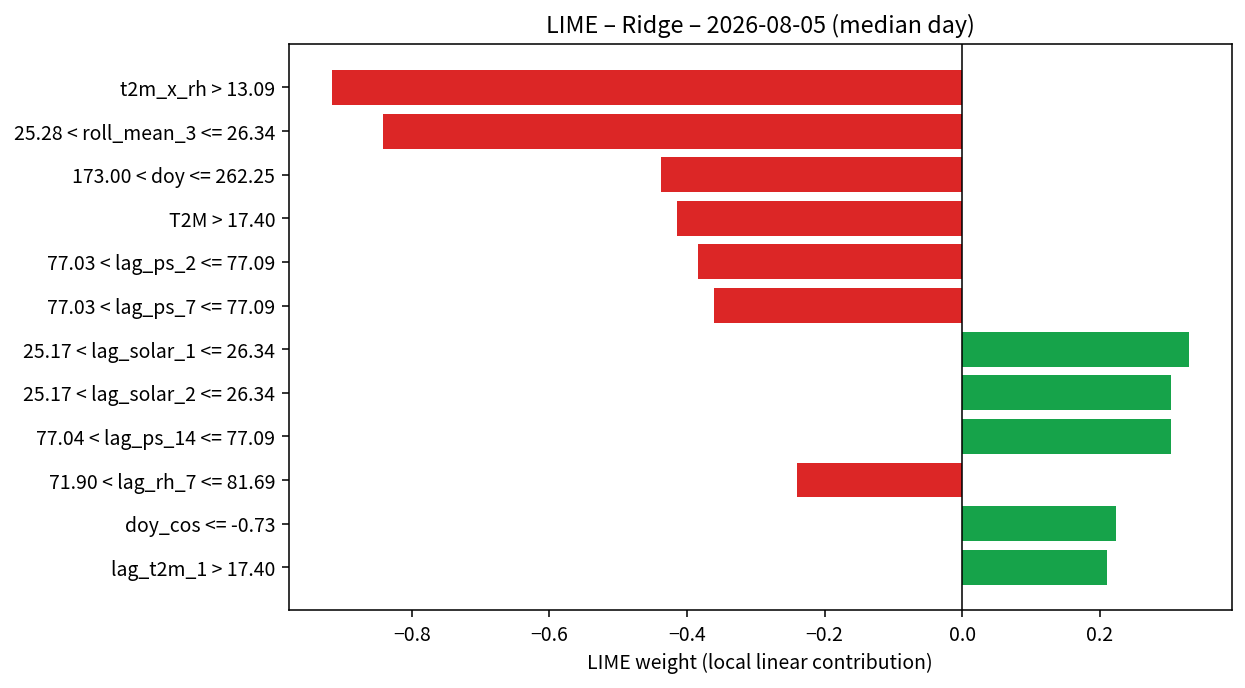 LIME – Ridge – 2026-08-05 (median day)
t2m_x_rh > 13.09
25.28 < roll_mean_3 <= 26.34
173.00 < doy <= 262.25
T2M > 17.40
77.03 < lag_ps_2 <= 77.09
77.03 < lag_ps_7 <= 77.09
25.17 < lag_solar_1 <= 26.34
25.17 < lag_solar_2 <= 26.34
77.04 < lag_ps_14 <= 77.09
71.90 < lag_rh_7 <= 81.69
doy_cos <= -0.73
lag_t2m_1 > 17.40
−0.8 −0.6 −0.4 −0.2 0.0 0.2
LIME weight (local linear contribution)